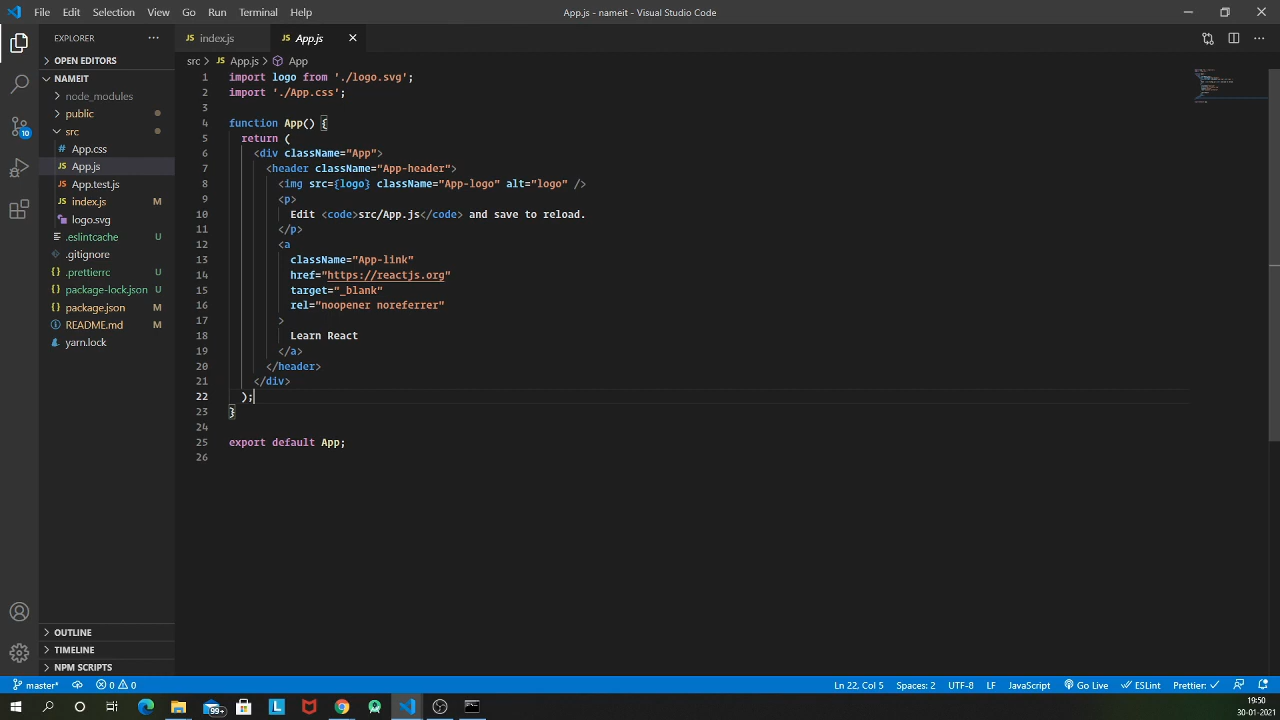 File Edit Selection View Go Run Terminal Help
App.js - nameit - Visual Studio Code
EXPLORER
OPEN EDITORS
NAMEIT
node_modules
public
src
App.css
App.js
App.test.js
index.js M
logo.svg
.eslintcache U
.gitignore
.prettierrc U
package-lock.json U
package.json M
README.md M
yarn.lock
OUTLINE
TIMELINE
NPM SCRIPTS
10
JS index.js
JS App.js
src > JS App.js > App
1 import logo from './logo.svg';
2 import './App.css';
3
4 function App() {
5 return (
6 <div className="App">
7 <header className="App-header">
8 <img src={logo} className="App-logo" alt="logo" />
9 <p>
10 Edit <code>src/App.js</code> and save to reload.
11 </p>
12 <a
13 className="App-link"
14 href="https://reactjs.org"
15 target="_blank"
16 rel="noopener noreferrer"
17 >
18 Learn React
19 </a>
20 </header>
21 </div>
22 );
23 }
24
25 export default App;
26
master* 0 0
Ln 22, Col 5 Spaces: 2 UTF-8 LF JavaScript Go Live ESLint Prettier: ✓
99+
19:50
30-01-2021